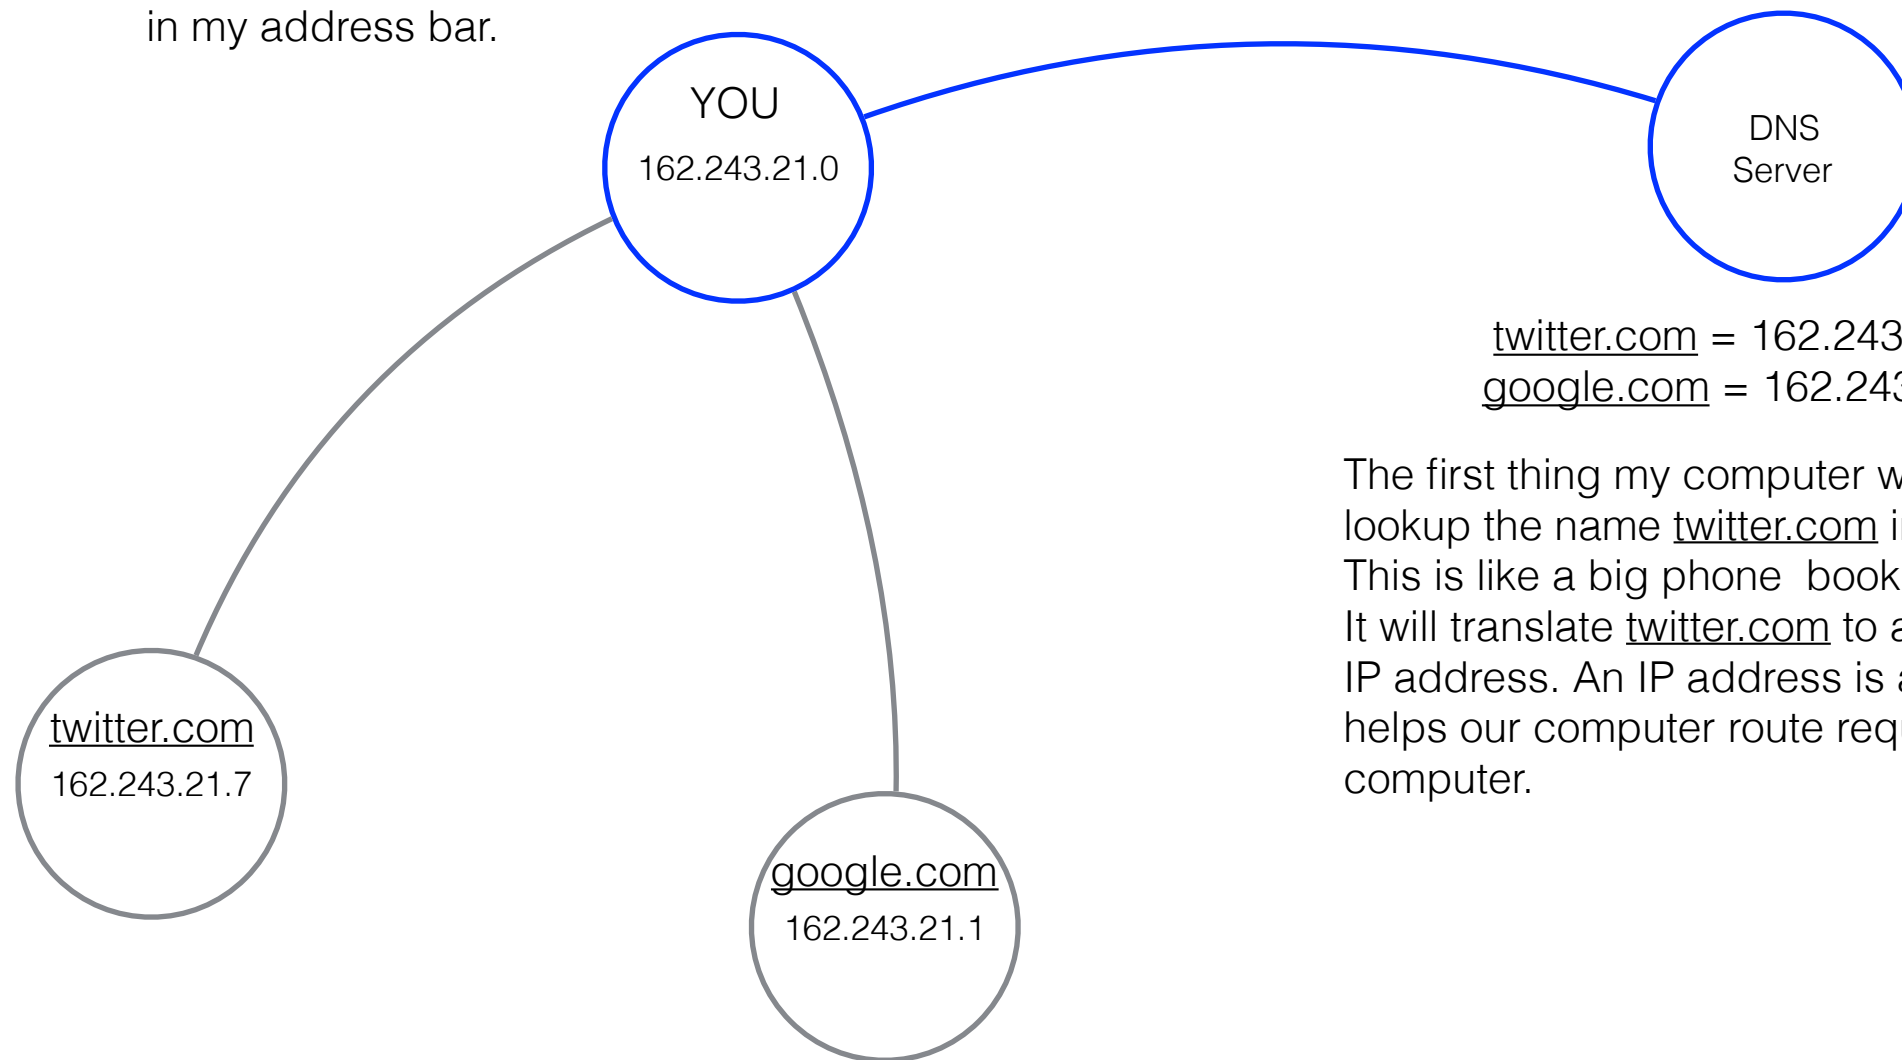 in my address bar.
YOU
162.243.21.0
DNS
Server
twitter.com = 162.243
google.com = 162.243
The first thing my computer w
lookup the name twitter.com i
This is like a big phone  book
It will translate twitter.com to a
IP address. An IP address is a
helps our computer route requ
computer.
twitter.com
162.243.21.7
google.com
162.243.21.1